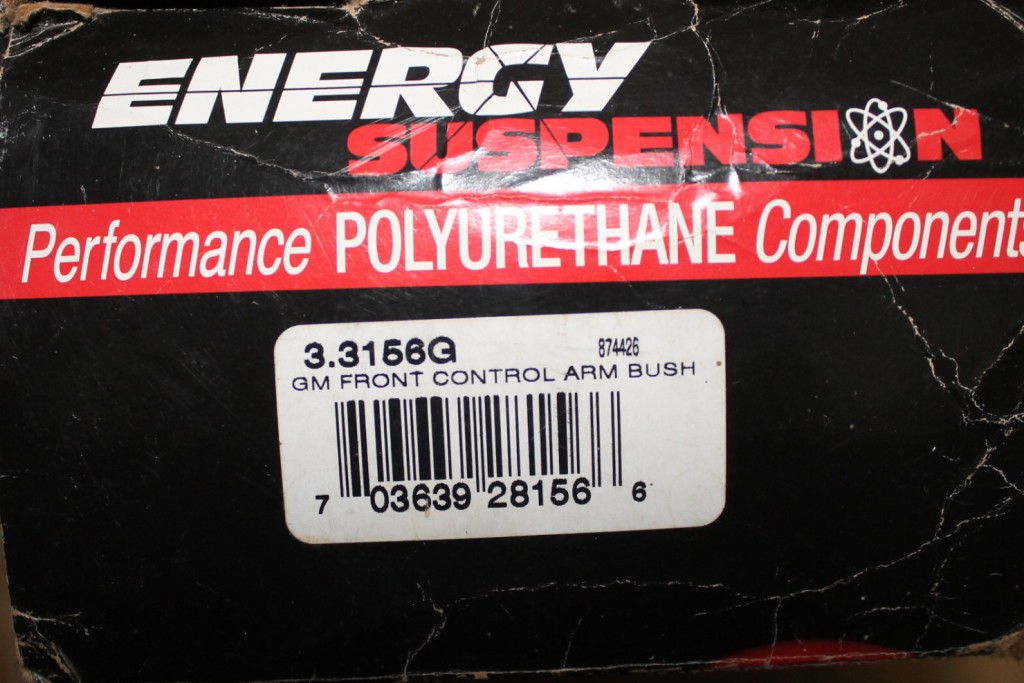 ENERGY
SUSPENSION
Performance POLYURETHANE Components
3.3156G 874426
GM FRONT CONTROL ARM BUSH
7 03639 28156 6